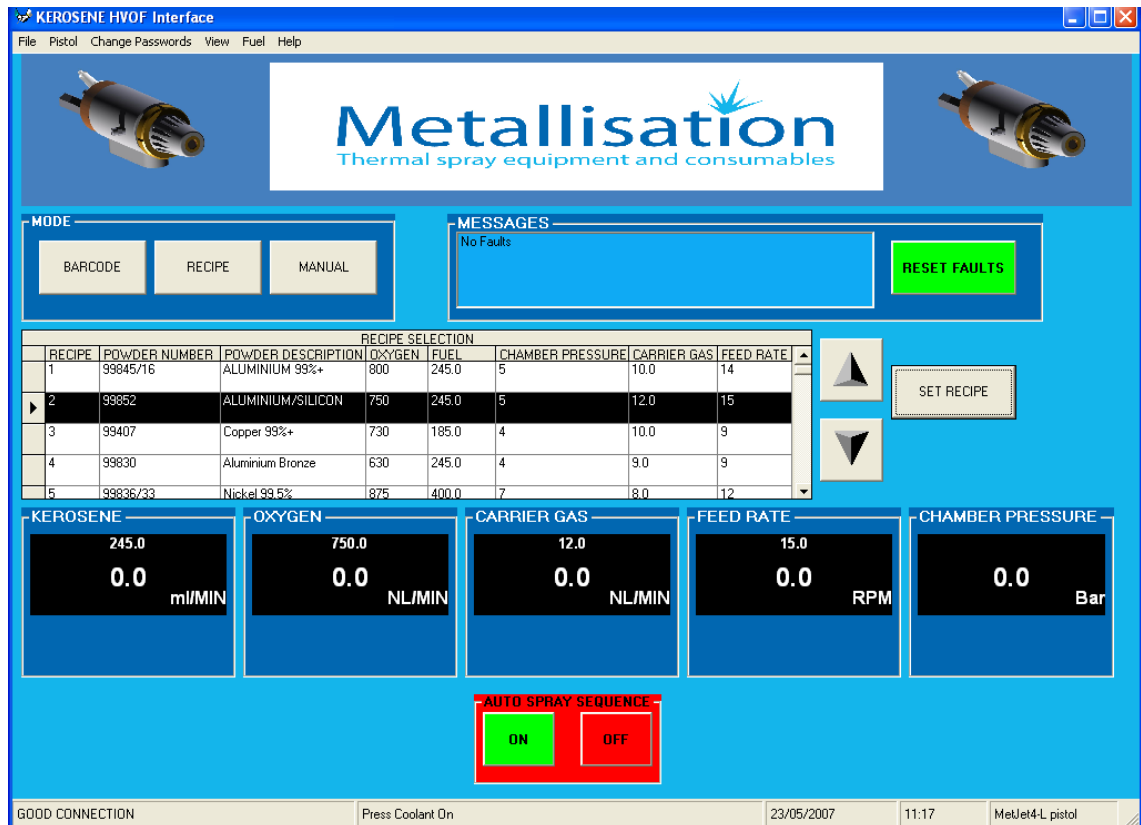 KEROSENE HVOF Interface
File Pistol Change Passwords View Fuel Help
Metallisation
Thermal spray equipment and consumables
MODE
BARCODE RECIPE MANUAL
MESSAGES
No Faults
RESET FAULTS
RECIPE SELECTION
RECIPE POWDER NUMBER POWDER DESCRIPTION OXYGEN FUEL CHAMBER PRESSURE CARRIER GAS FEED RATE
1 99845/16 ALUMINIUM 99%+ 800 245.0 5 10.0 14
2 99852 ALUMINIUM/SILICON 750 245.0 5 12.0 15
3 99407 Copper 99%+ 730 185.0 4 10.0 9
4 99830 Aluminium Bronze 630 245.0 4 9.0 9
5 99836/33 Nickel 99.5% 875 400.0 7 8.0 12
SET RECIPE
KEROSENE
245.0
0.0
ml/MIN
OXYGEN
750.0
0.0
NL/MIN
CARRIER GAS
12.0
0.0
NL/MIN
FEED RATE
15.0
0.0
RPM
CHAMBER PRESSURE
0.0
Bar
AUTO SPRAY SEQUENCE
ON OFF
GOOD CONNECTION Press Coolant On 23/05/2007 11:17 MetJet4-L pistol